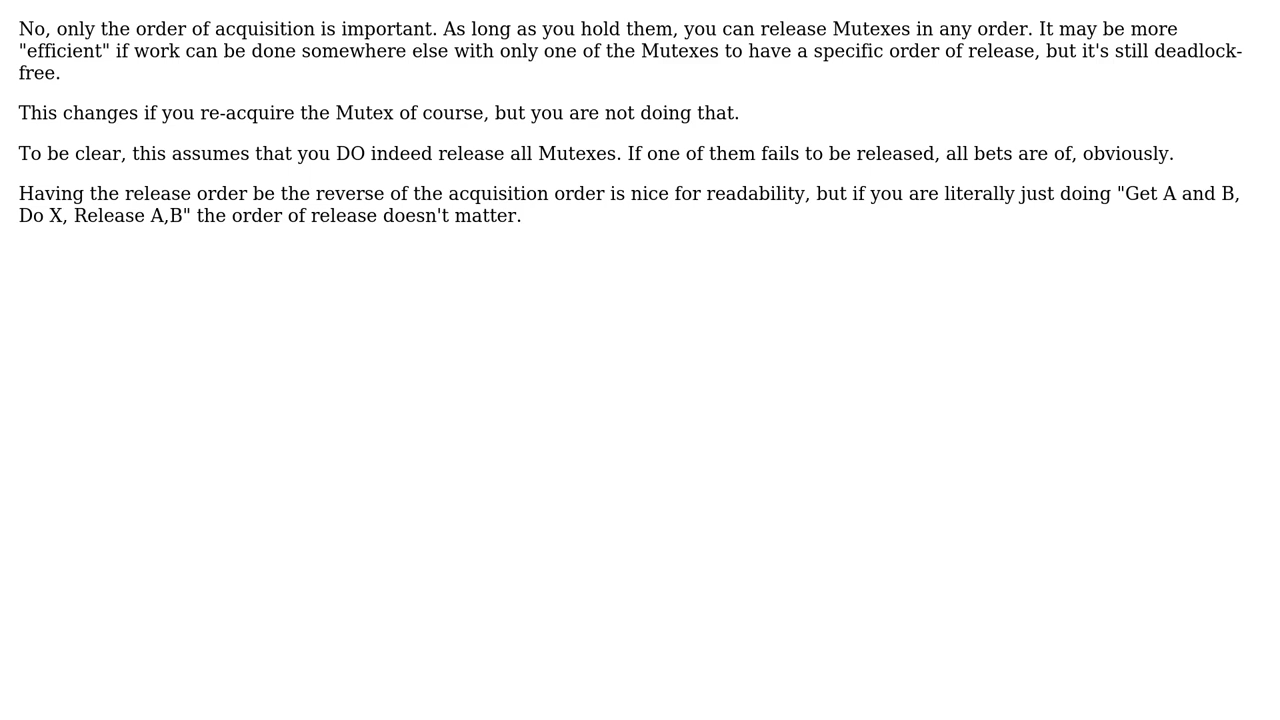 No, only the order of acquisition is important. As long as you hold them, you can release Mutexes in any order. It may be more
"efficient" if work can be done somewhere else with only one of the Mutexes to have a specific order of release, but it's still deadlock-
free.
This changes if you re-acquire the Mutex of course, but you are not doing that.
To be clear, this assumes that you DO indeed release all Mutexes. If one of them fails to be released, all bets are of, obviously.
Having the release order be the reverse of the acquisition order is nice for readability, but if you are literally just doing "Get A and B,
Do X, Release A,B" the order of release doesn't matter.